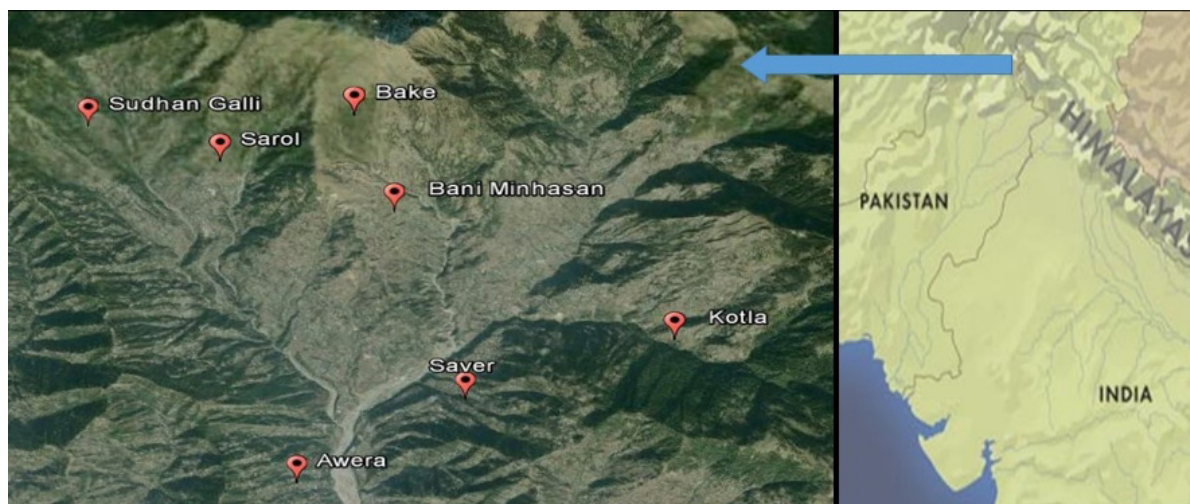 Sudhan Galli
Bake
Sarol
Bani Minhasan
Kotla
Saver
Awera
HIMALAYAS
PAKISTAN
INDIA